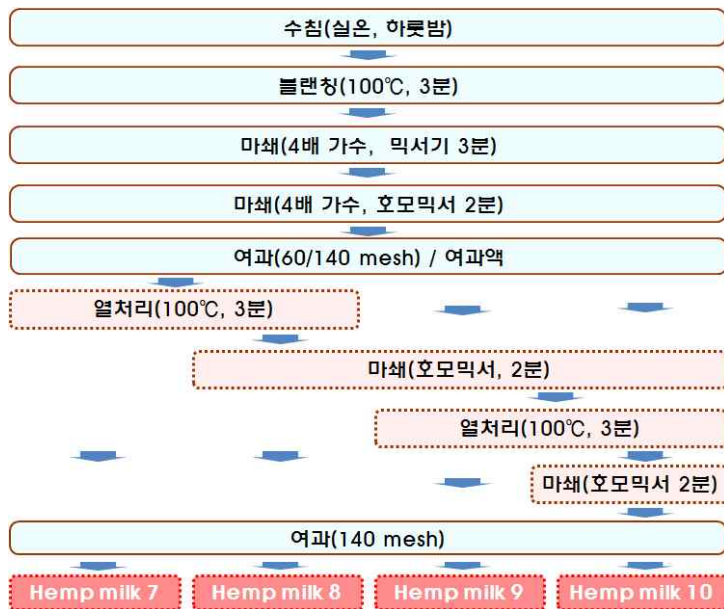 수침(실온, 하룻밤)
블랜칭(100℃, 3분)
마쇄(4배 가수, 믹서기 3분)
마쇄(4배 가수, 호모믹서 2분)
여과(60/140 mesh) / 여과액
열처리(100℃, 3분)
마쇄(호모믹서, 2분)
열처리(100℃, 3분)
마쇄(호모믹서 2분)
여과(140 mesh)
Hemp milk 7 Hemp milk 8 Hemp milk 9 Hemp milk 10